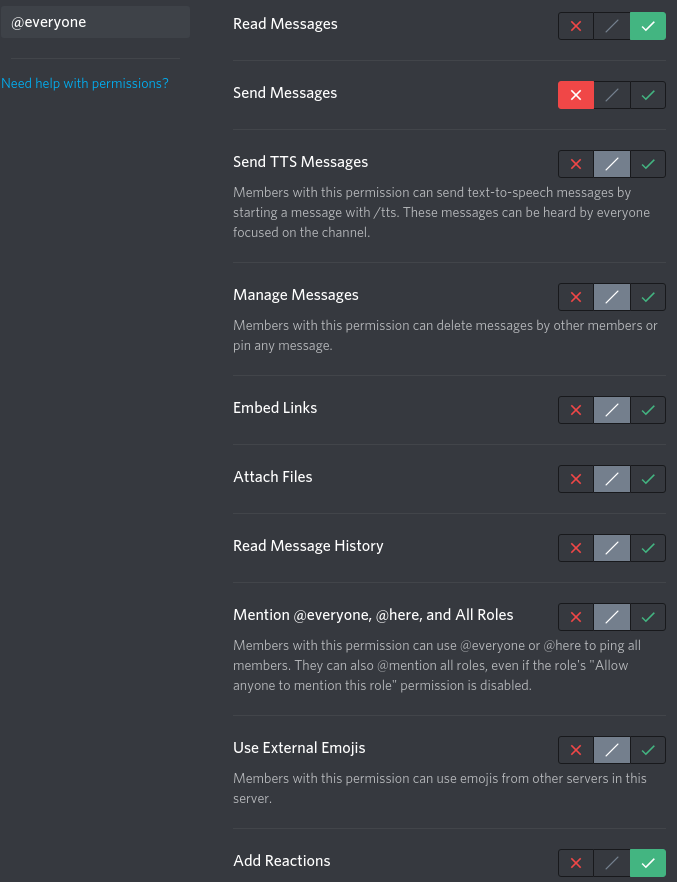 @everyone
Need help with permissions?
Read Messages
Send Messages
Send TTS Messages
Members with this permission can send text-to-speech messages by
starting a message with /tts. These messages can be heard by everyone
focused on the channel.
Manage Messages
Members with this permission can delete messages by other members or
pin any message.
Embed Links
Attach Files
Read Message History
Mention @everyone, @here, and All Roles
Members with this permission can use @everyone or @here to ping all
members. They can also @mention all roles, even if the role's "Allow
anyone to mention this role" permission is disabled.
Use External Emojis
Members with this permission can use emojis from other servers in this
server.
Add Reactions